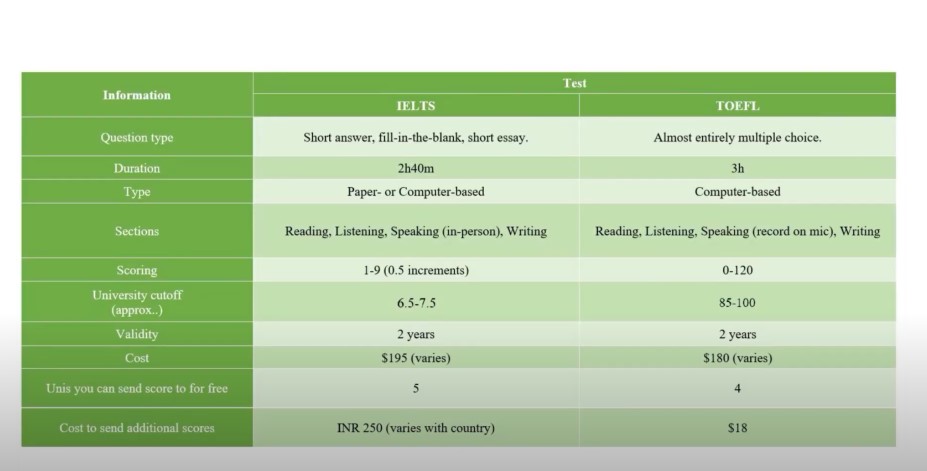 Information
Test
IELTS
TOEFL
Question type
Short answer, fill-in-the-blank, short essay.
Almost entirely multiple choice.
Duration
2h40m
3h
Type
Paper- or Computer-based
Computer-based
Sections
Reading, Listening, Speaking (in-person), Writing
Reading, Listening, Speaking (record on mic), Writing
Scoring
1-9 (0.5 increments)
0-120
University cutoff
(approx..)
6.5-7.5
85-100
Validity
2 years
2 years
Cost
$195 (varies)
$180 (varies)
Unis you can send score to for free
5
4
Cost to send additional scores
INR 250 (varies with country)
$18